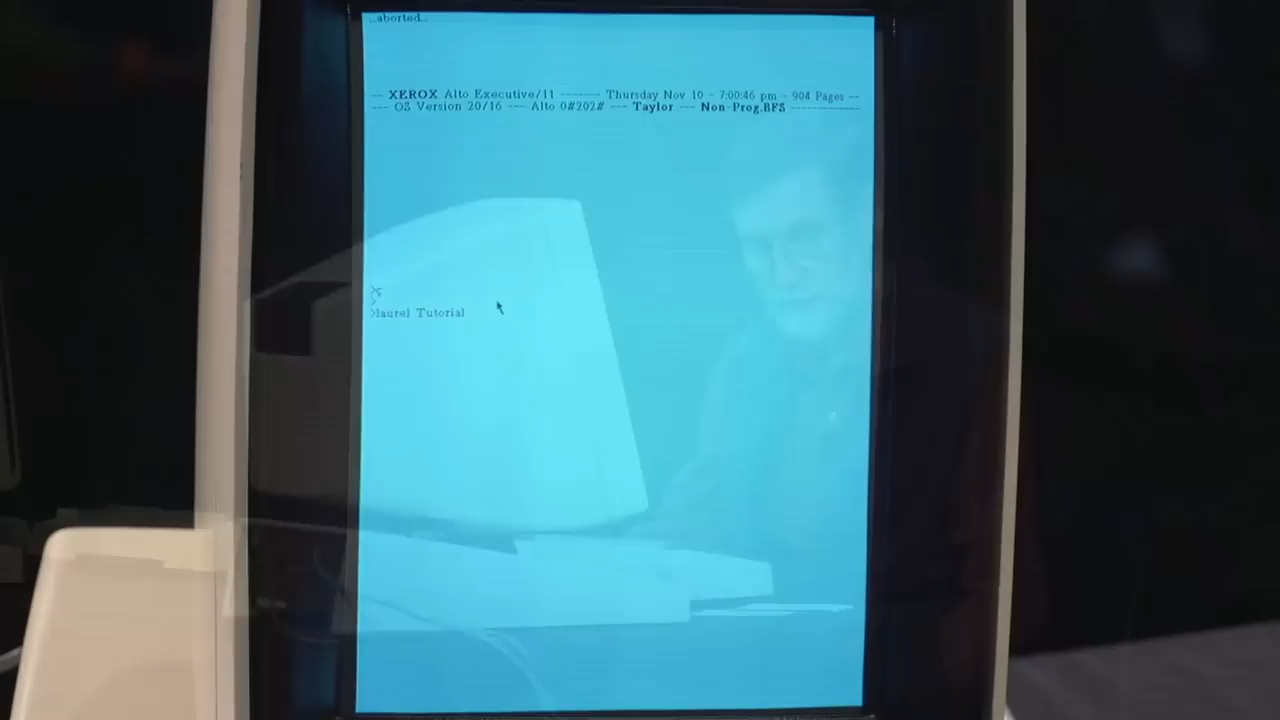 ...aborted...
-- XEROX Alto Executive/11 ------- Thursday Nov 10 - 7:00:46 pm - 904 Pages --
--- OS Version 20/16 --- Alto 0#202# --- Taylor --- Non-Prog.BFS ------------
>
>laurel Tutorial